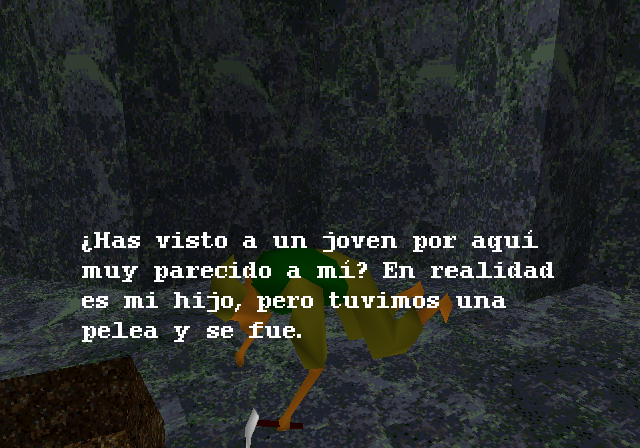 ¿Has visto a un joven por aquí
muy parecido a mí? En realidad
es mi hijo, pero tuvimos una
pelea y se fue.